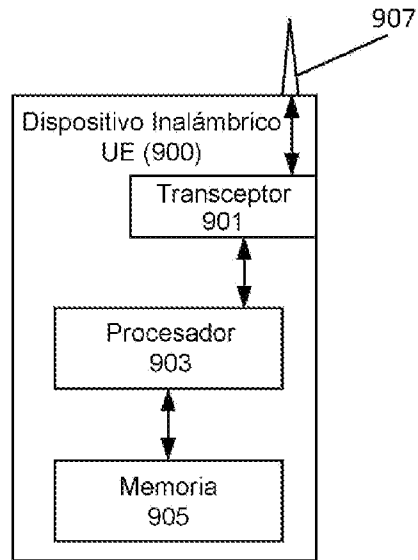 907
Dispositivo Inalámbrico
UE (900)
Transceptor
901
Procesador
903
Memoria
905